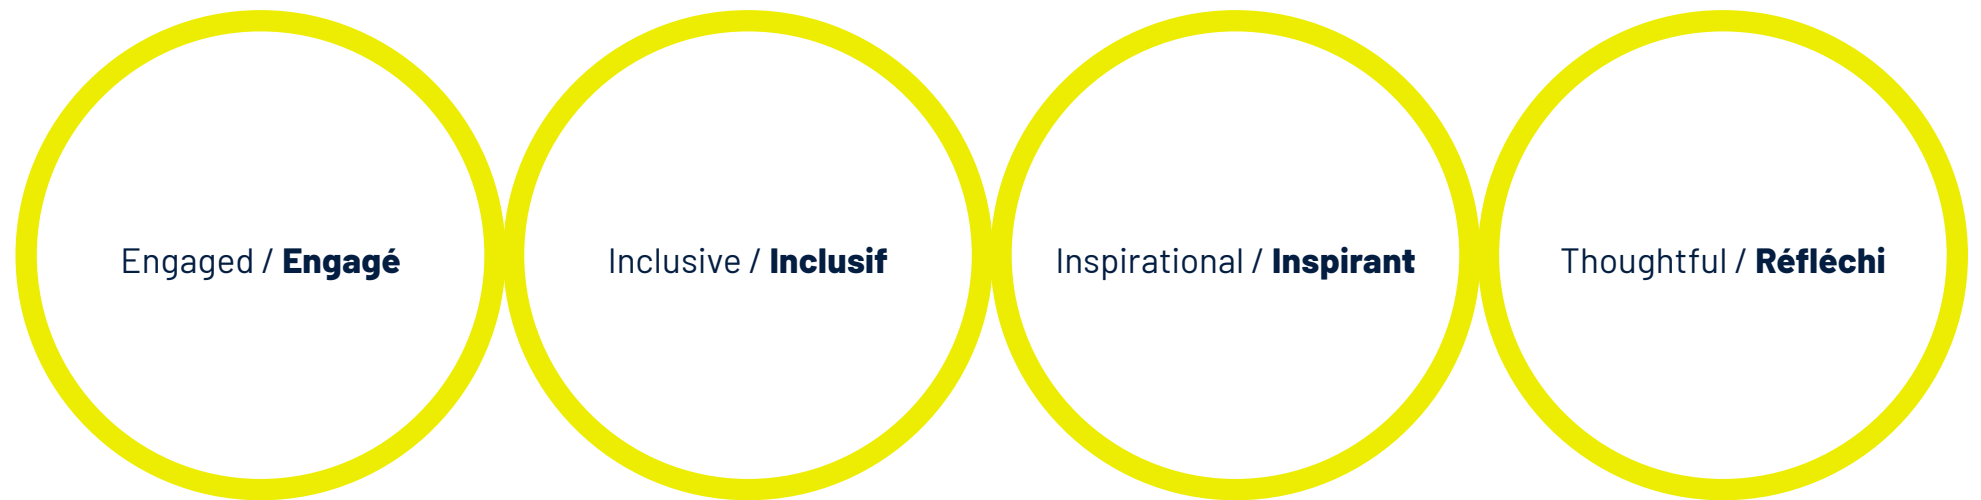 Engaged / Engagé
Inclusive / Inclusif
Inspirational / Inspirant
Thoughtful / Réfléchi